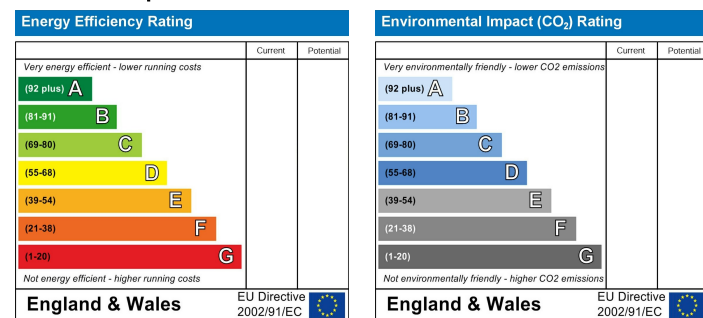 Energy Efficiency Rating
Current Potential
Very energy efficient - lower running costs
(92 plus) A
(81-91) B
(69-80) C
(55-68) D
(39-54) E
(21-38) F
(1-20) G
Not energy efficient - higher running costs
England & Wales
EU Directive
2002/91/EC
Environmental Impact (CO₂) Rating
Current Potential
Very environmentally friendly - lower CO2 emissions
(92 plus) A
(81-91) B
(69-80) C
(55-68) D
(39-54) E
(21-38) F
(1-20) G
Not environmentally friendly - higher CO2 emissions
England & Wales
EU Directive
2002/91/EC